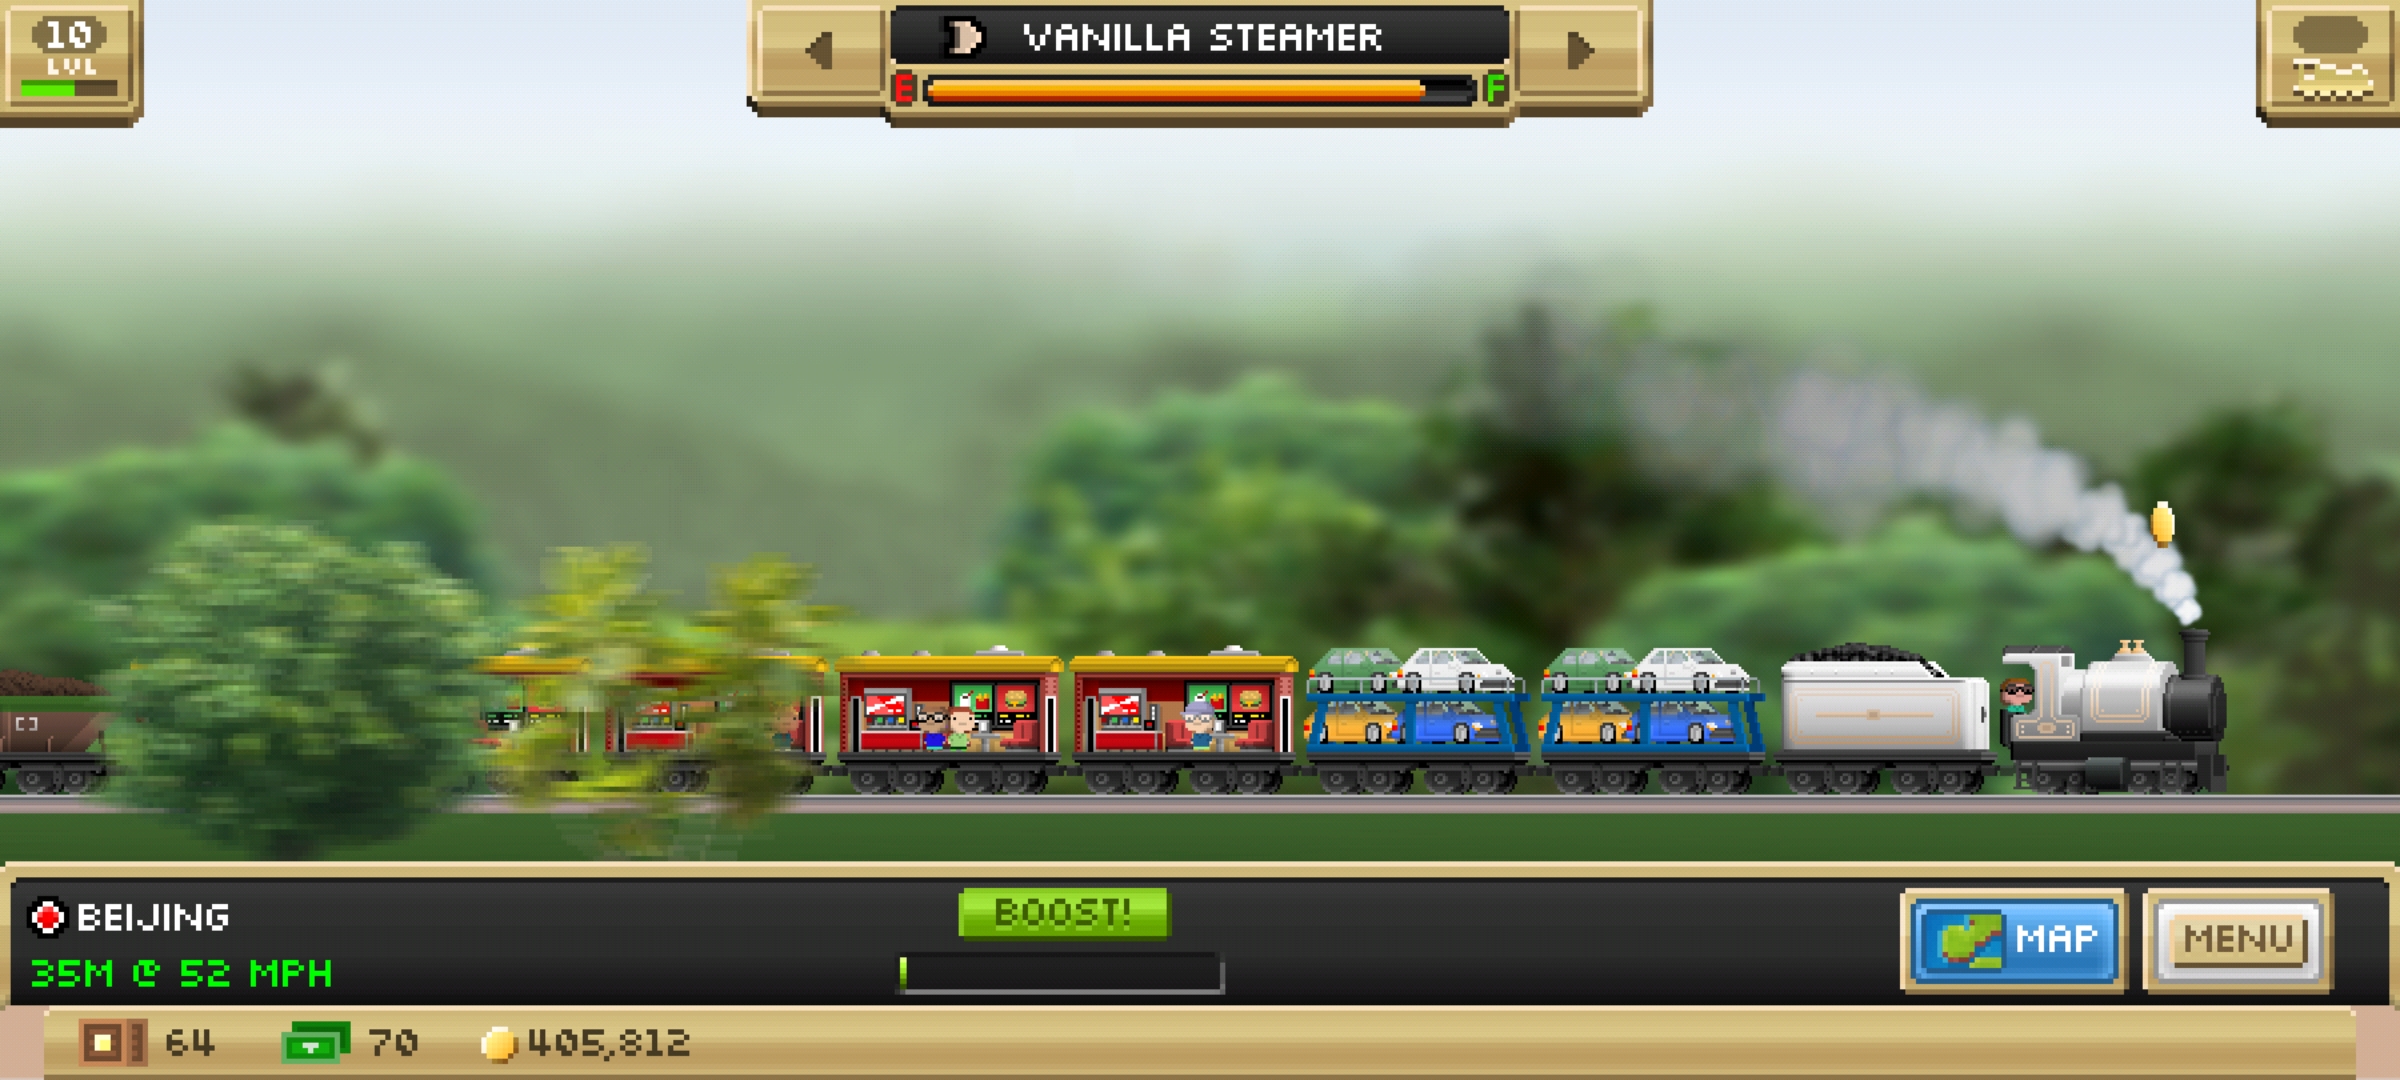 10
LVL
VANILLA STEAMER
E F
BEIJING
35M @ 52 MPH
BOOST!
MAP
MENU
64
70
405,812